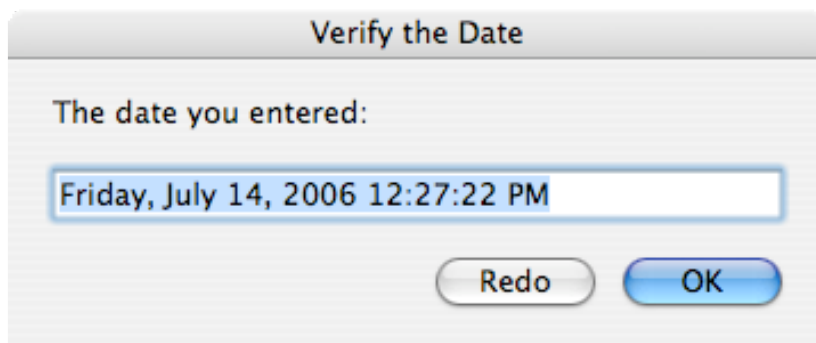 Verify the Date
The date you entered:
Friday, July 14, 2006 12:27:22 PM
Redo OK